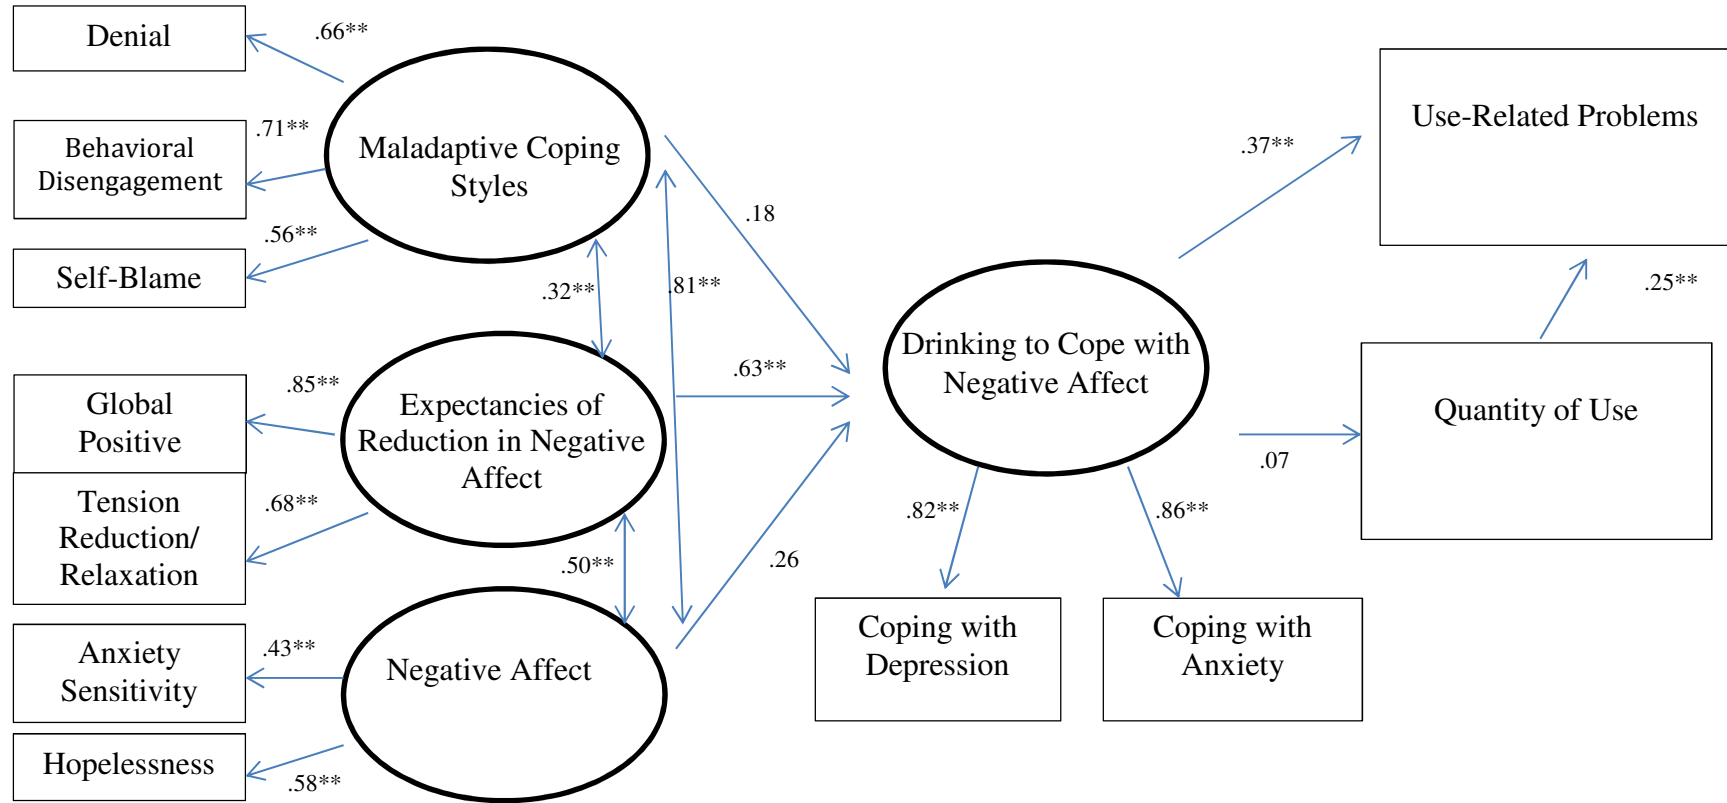 Denial
.66**
Behavioral
Disengagement
.71**
Self-Blame
.56**
Maladaptive Coping
Styles
.32**
.81**
.18
Global
Positive
.85**
Tension
Reduction/
Relaxation
.68**
Expectancies of
Reduction in Negative
Affect
.63**
.50**
.26
Anxiety
Sensitivity
.43**
Hopelessness
.58**
Negative Affect
Drinking to Cope with
Negative Affect
.82**
.86**
Coping with
Depression
Coping with
Anxiety
.37**
.07
Use-Related Problems
.25**
Quantity of Use